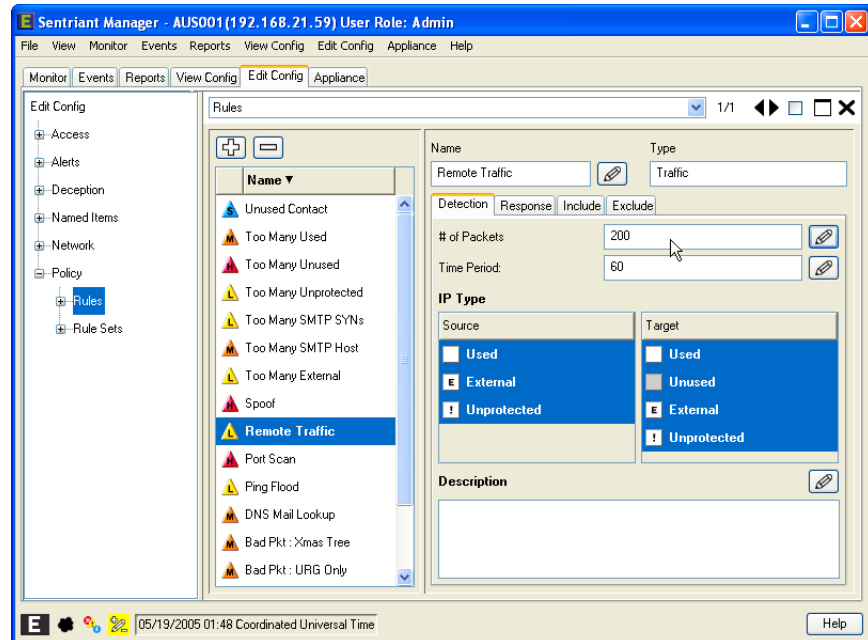 E Sentriant Manager - AUS001(192.168.21.59) User Role: Admin
File View Monitor Events Reports View Config Edit Config Appliance Help
Monitor Events Reports View Config Edit Config Appliance
Edit Config
Access
Alerts
Deception
Named Items
Network
Policy
Rules
Rule Sets
Rules
1/1
Name
S Unused Contact
M Too Many Used
H Too Many Unused
L Too Many Unprotected
L Too Many SMTP SYNs
M Too Many SMTP Host
L Too Many External
H Spoof
L Remote Traffic
H Port Scan
L Ping Flood
M DNS Mail Lookup
M Bad Pkt : Xmas Tree
M Bad Pkt : URG Only
Name Type
Remote Traffic Traffic
Detection Response Include Exclude
# of Packets 200
Time Period: 60
IP Type
Source
Used
E External
! Unprotected
Target
Used
Unused
E External
! Unprotected
Description
E 05/19/2005 01:48 Coordinated Universal Time
Help